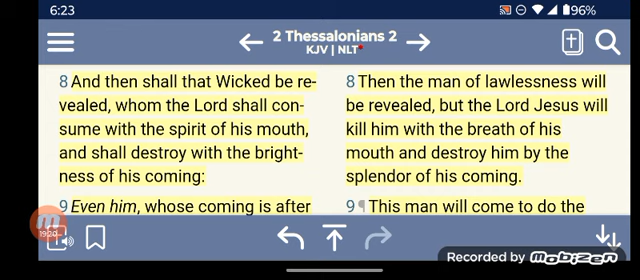 6:23
96%
2 Thessalonians 2
KJV | NLT
8 And then shall that Wicked be re-
vealed, whom the Lord shall con-
sume with the spirit of his mouth,
and shall destroy with the bright-
ness of his coming:
9 Even him, whose coming is after
8 Then the man of lawlessness will
be revealed, but the Lord Jesus will
kill him with the breath of his
mouth and destroy him by the
splendor of his coming.
9 ¶ This man will come to do the
19:20
Recorded by Mobizen